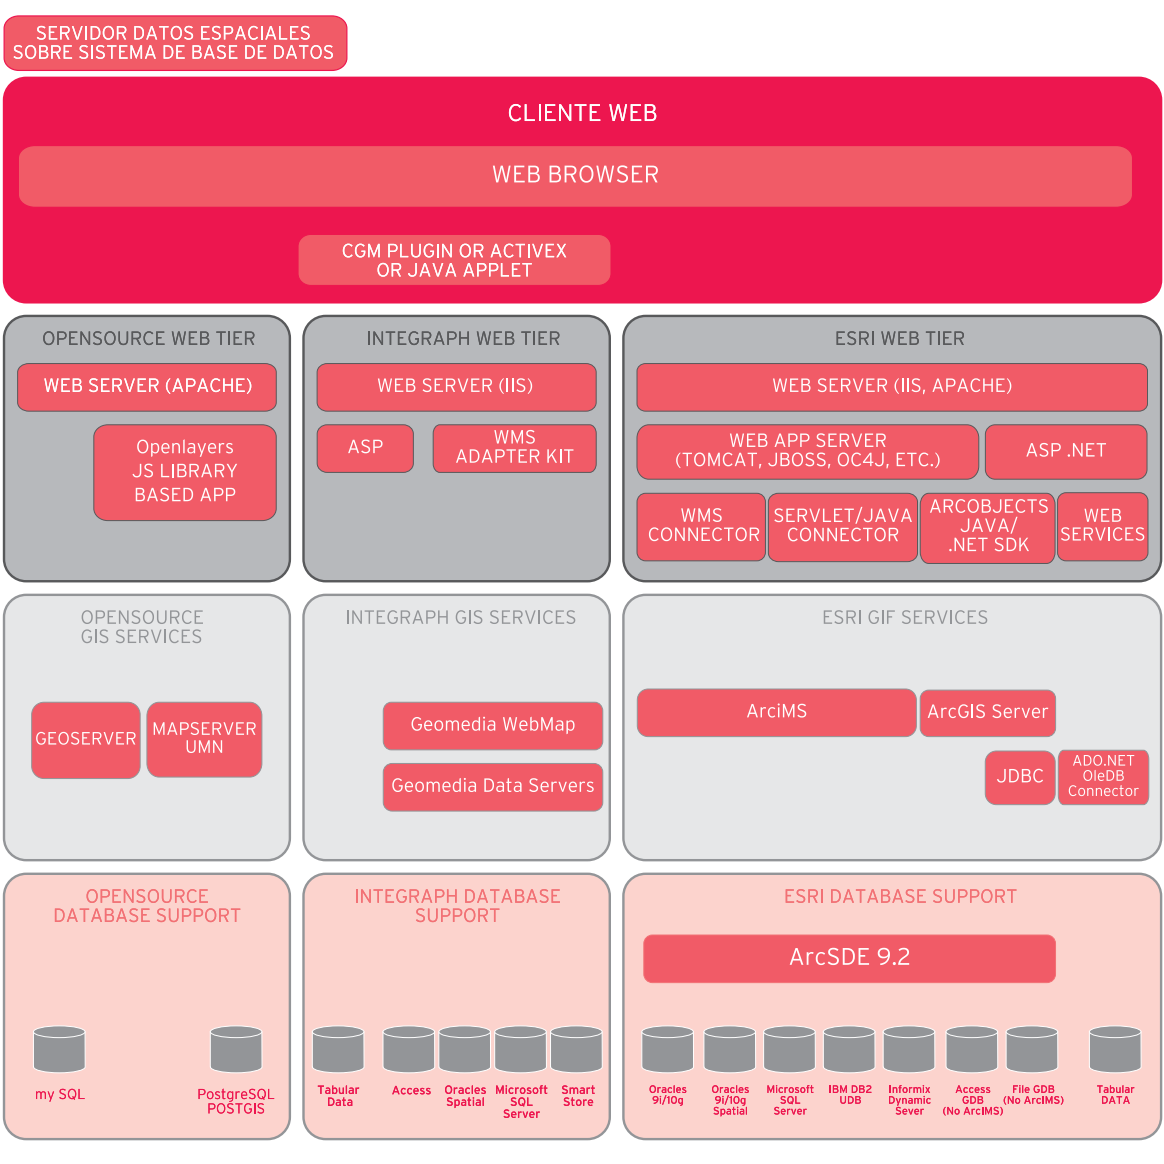 SERVIDOR DATOS ESPACIALES
SOBRE SISTEMA DE BASE DE DATOS
CLIENTE WEB
WEB BROWSER
CGM PLUGIN OR ACTIVEX
OR JAVA APPLET
OPENSOURCE WEB TIER
WEB SERVER (APACHE)
Openlayers
JS LIBRARY
BASED APP
INTEGRAPH WEB TIER
WEB SERVER (IIS)
ASP
WMS
ADAPTER KIT
ESRI WEB TIER
WEB SERVER (IIS, APACHE)
WEB APP SERVER
(TOMCAT, JBOSS, OC4J, ETC.)
ASP .NET
WMS
CONNECTOR
SERVLET/JAVA
CONNECTOR
ARCOBJECTS
JAVA/
.NET SDK
WEB
SERVICES
OPENSOURCE
GIS SERVICES
GEOSERVER
MAPSERVER
UMN
INTEGRAPH GIS SERVICES
Geomedia WebMap
Geomedia Data Servers
ESRI GIF SERVICES
ArciMS
ArcGIS Server
JDBC
ADO.NET
OleDB
Connector
OPENSOURCE
DATABASE SUPPORT
my SQL
PostgreSQL
POSTGIS
INTEGRAPH DATABASE
SUPPORT
Tabular
Data
Access
Oracles
Spatial
Microsoft
SQL
Server
Smart
Store
ESRI DATABASE SUPPORT
ArcSDE 9.2
Oracles
9i/10g
Oracles
9i/10g
Spatial
Microsoft
SQL
Server
IBM DB2
UDB
Informix
Dynamic
Sever
Access
GDB
(No ArcIMS)
File GDB
(No ArcIMS)
Tabular
DATA